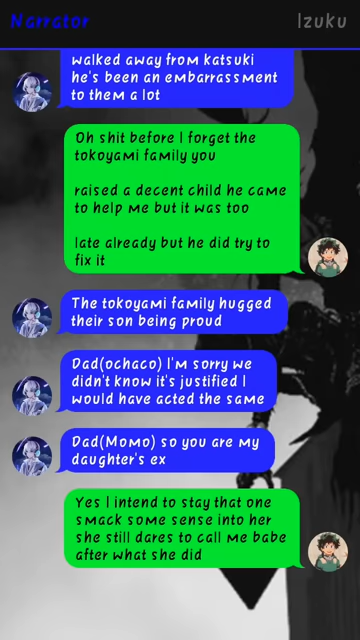 Narrator
Izuku
walked away from katsuki
he's been an embarrassment
to them a lot
Oh shit before I forget the
tokoyami family you
raised a decent child he came
to help me but it was too
late already but he did try to
fix it
The tokoyami family hugged
their son being proud
Dad(ochaco) I'm sorry we
didn't know it's justified I
would have acted the same
Dad(Momo) so you are my
daughter's ex
Yes I intend to stay that one
smack some sense into her
she still dares to call me babe
after what she did